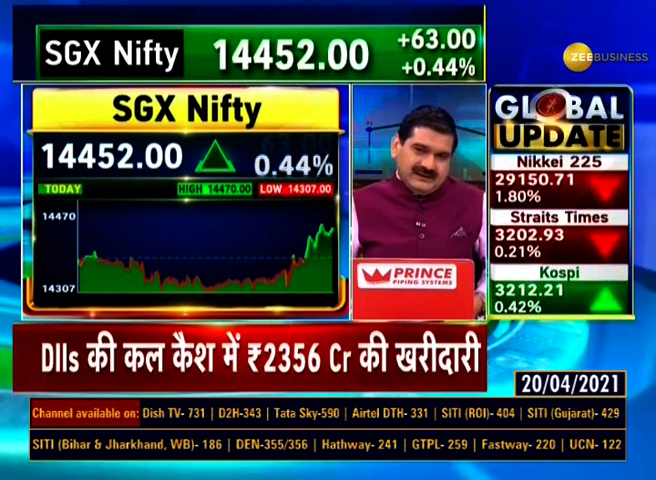 SGX Nifty 14452.00 +63.00
+0.44%
ZEEBUSINESS
SGX Nifty
14452.00 0.44%
TODAY HIGH 14470.00 LOW 14307.00
14470
14307
PRINCE
PIPING SYSTEMS
GLOBAL
UPDATE
Nikkei 225
29150.71
1.80%
Straits Times
3202.93
0.21%
Kospi
3212.21
0.42%
DIIs की कल कैश में ₹2356 Cr की खरीदारी
20/04/2021
Channel available on: Dish TV- 731 | D2H-343 | Tata Sky-590 | Airtel DTH- 331 | SITI (ROI)- 404 | SITI (Gujarat)- 429
SITI (Bihar & Jharkhand, WB)- 186 | DEN-355/356 | Hathway- 241 | GTPL- 259 | Fastway- 220 | UCN- 122